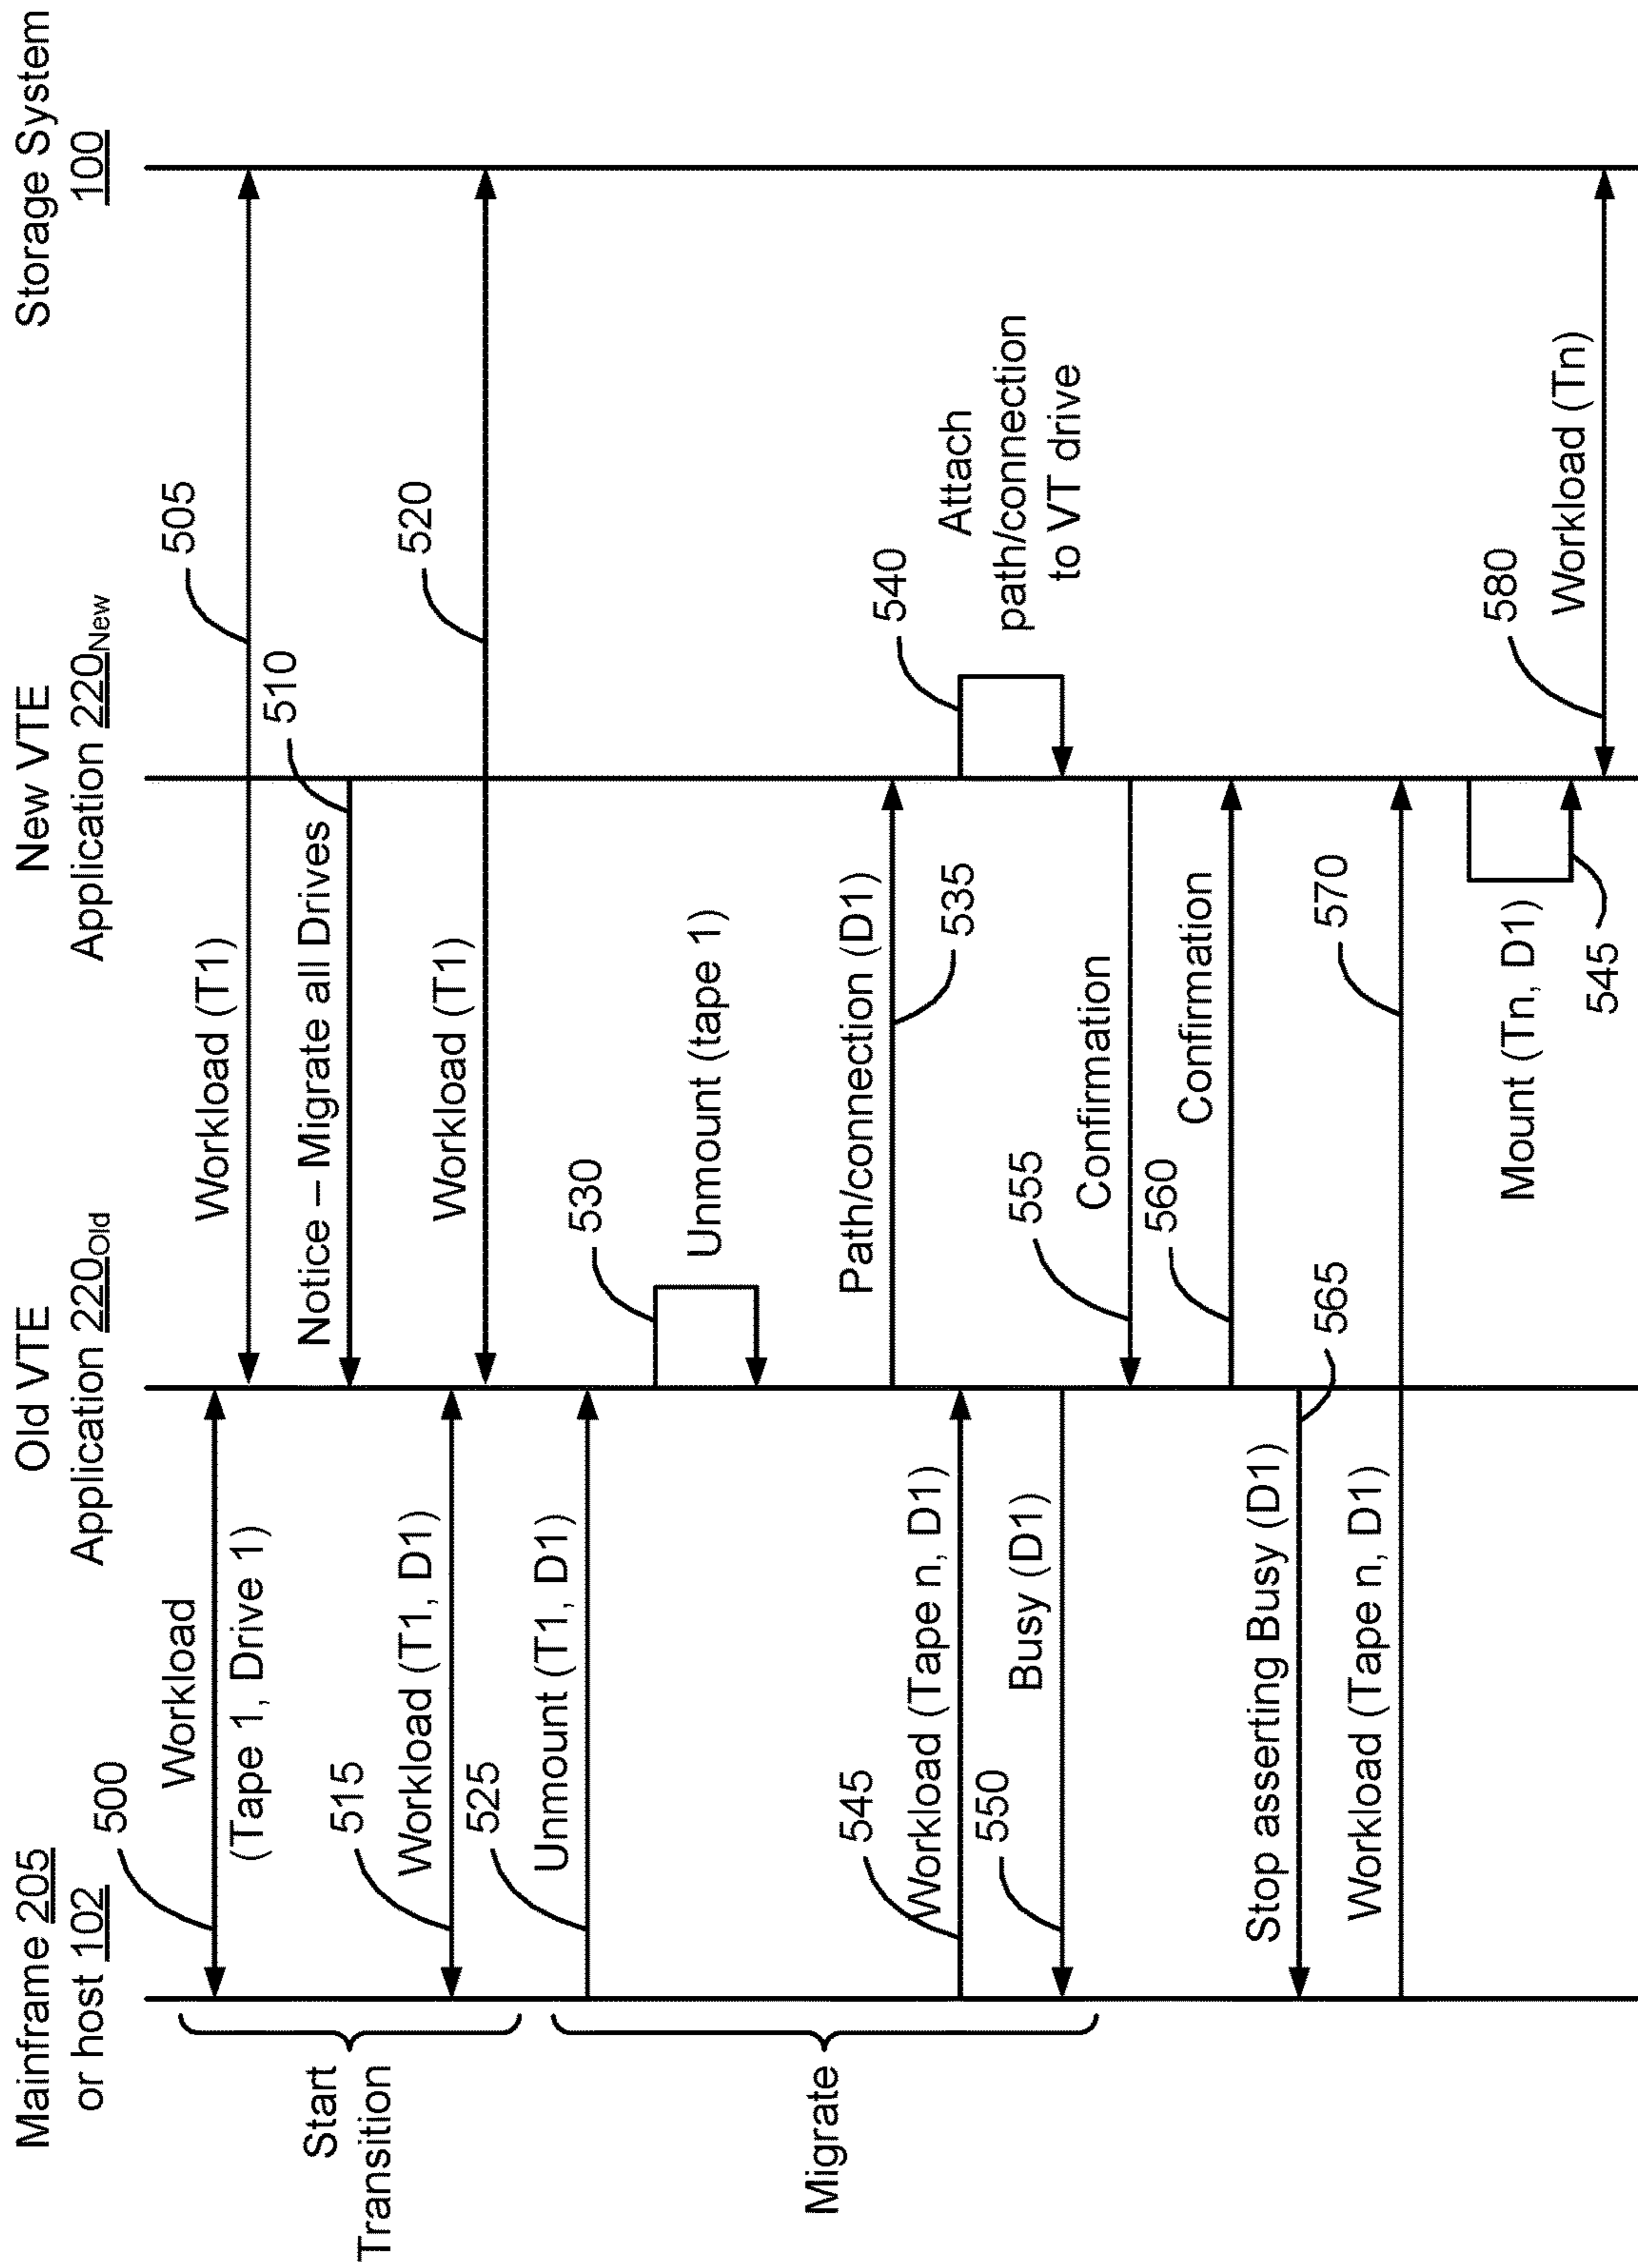 Mainframe 205
or host 102
Old VTE
Application 220Old
New VTE
Application 220New
Storage System
100
Start
Transition
Migrate
500
Workload
(Tape 1, Drive 1)
Workload (T1)
505
510
Notice – Migrate all Drives
515
Workload (T1, D1)
Workload (T1)
520
525
Unmount (T1, D1)
530
Unmount (tape 1)
Path/connection (D1)
535
545
Workload (Tape n, D1)
540
Attach
path/connection
to VT drive
550
Busy (D1)
555
Confirmation
560
Confirmation
Stop asserting Busy (D1)
565
Workload (Tape n, D1)
570
Mount (Tn, D1)
545
580
Workload (Tn)